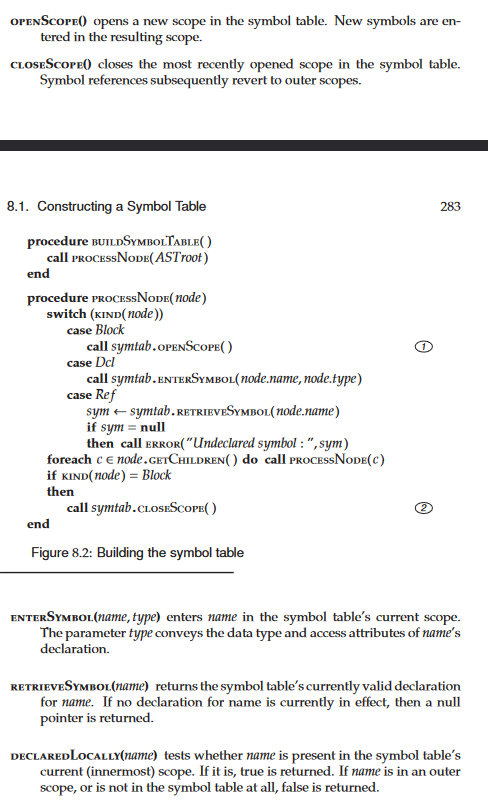 OPENSCOPE() opens a new scope in the symbol table. New symbols are en-
tered in the resulting scope.
CLOSESCOPE() closes the most recently opened scope in the symbol table.
Symbol references subsequently revert to outer scopes.
8.1. Constructing a Symbol Table 283
procedure BUILDSYMBOLTABLE( )
call PROCESSNODE(ASTroot)
end
procedure PROCESSNODE(node)
switch (KIND(node))
case Block
call symtab.OPENSCOPE( ) ①
case Dcl
call symtab.ENTERSYMBOL(node.name, node.type)
case Ref
sym ← symtab.RETRIEVESYMBOL(node.name)
if sym = null
then call ERROR("Undeclared symbol : ", sym)
foreach c ∈ node.GETCHILDREN( ) do call PROCESSNODE(c)
if KIND(node) = Block
then
call symtab.CLOSESCOPE( ) ②
end
Figure 8.2: Building the symbol table
ENTERSYMBOL(name, type) enters name in the symbol table's current scope.
The parameter type conveys the data type and access attributes of name's
declaration.
RETRIEVESYMBOL(name) returns the symbol table's currently valid declaration
for name. If no declaration for name is currently in effect, then a null
pointer is returned.
DECLAREDLOCALLY(name) tests whether name is present in the symbol table's
current (innermost) scope. If it is, true is returned. If name is in an outer
scope, or is not in the symbol table at all, false is returned.